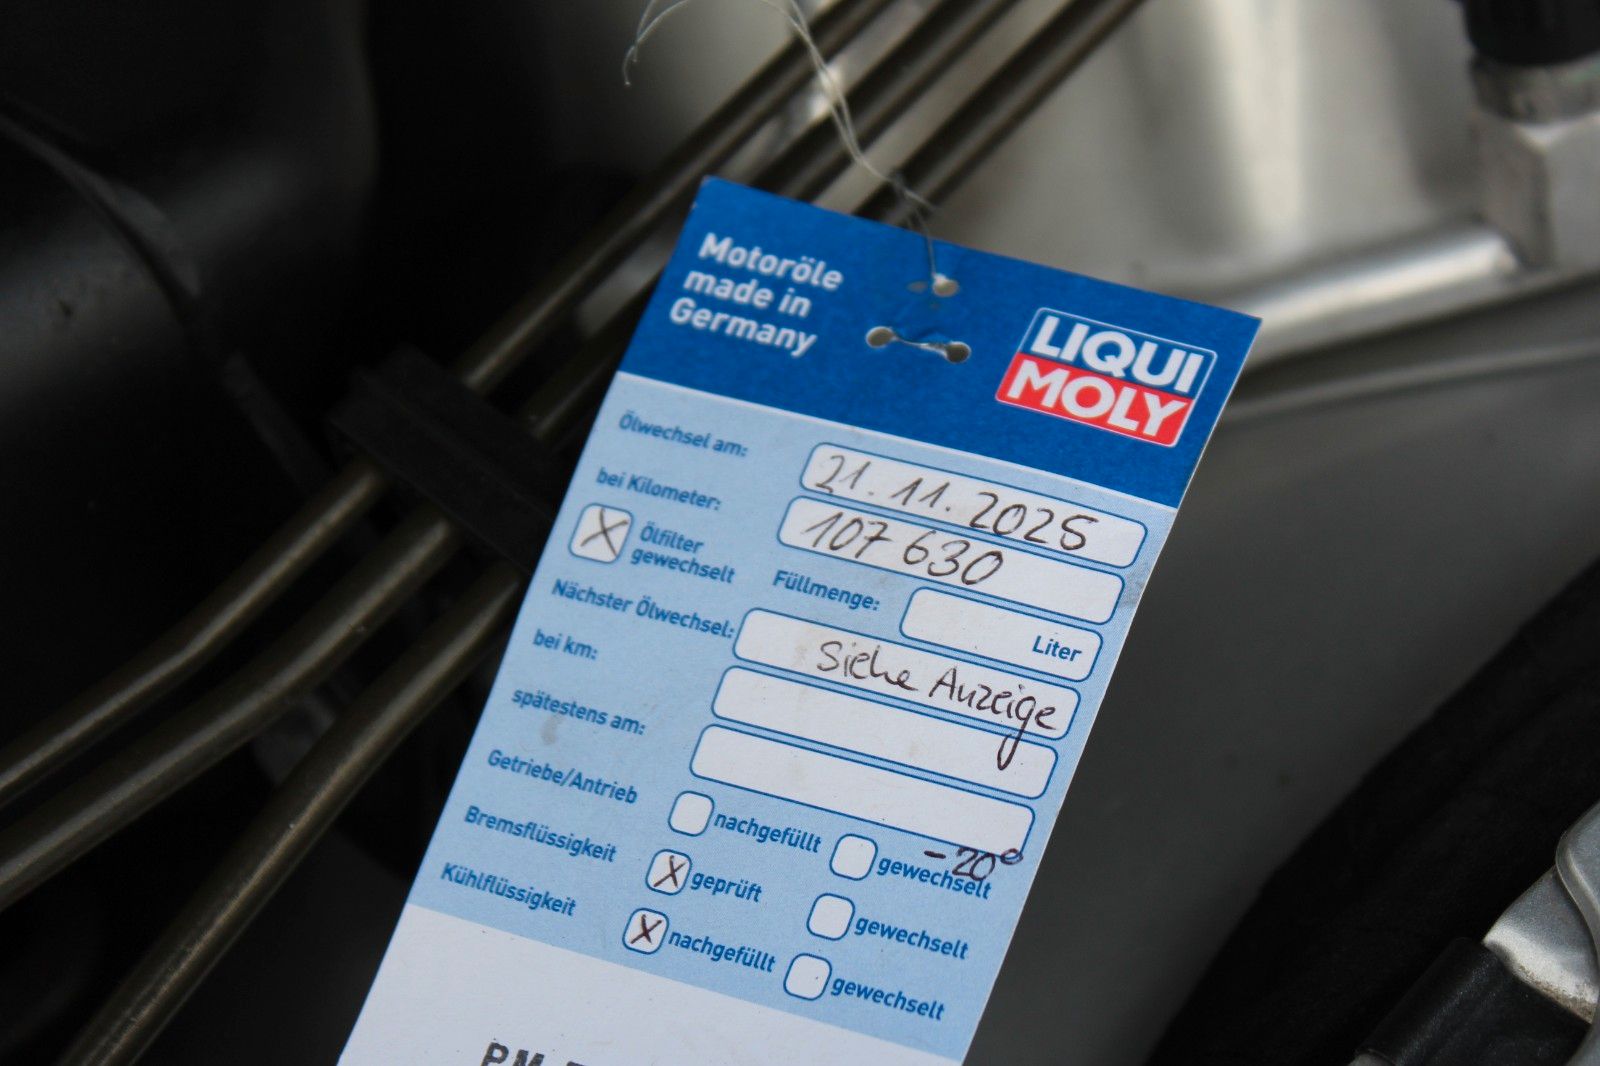 Motoröle
made in
Germany
LIQUI
MOLY
Ölwechsel am: 21.11.2025
bei Kilometer: 107 630
X Ölfilter
gewechselt
Füllmenge: Liter
Nächster Ölwechsel: siehe Anzeige
bei km:
spätestens am:
Getriebe/Antrieb nachgefüllt gewechselt
-20°
Bremsflüssigkeit X geprüft gewechselt
Kühlflüssigkeit X nachgefüllt gewechselt